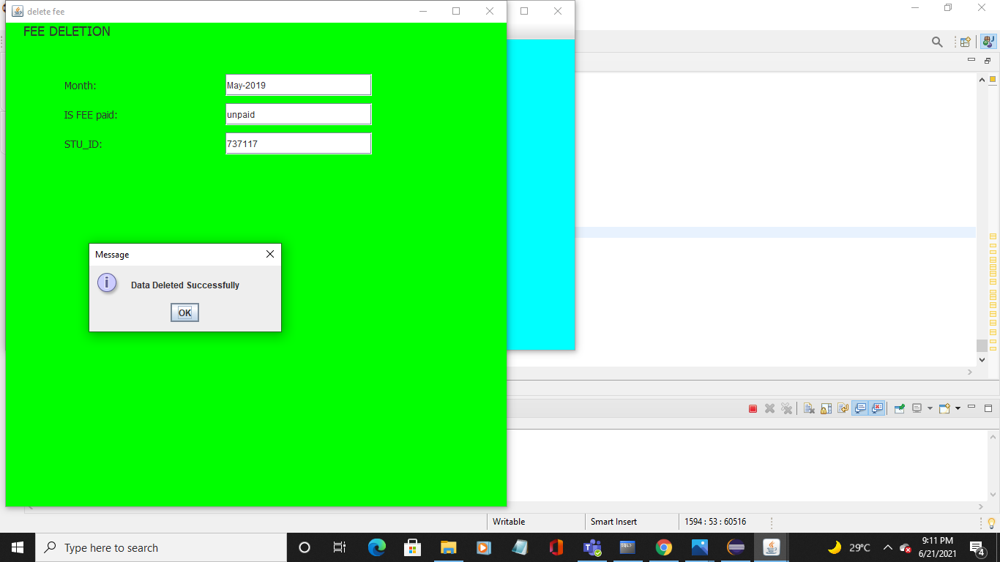 delete fee
FEE DELETION
Month:
May-2019
IS FEE paid:
unpaid
STU_ID:
737117
Message
Data Deleted Successfully
OK
Writable
Smart Insert
1594 : 53 : 60516
Type here to search
SQL>
29°C
9:11 PM
6/21/2021
4